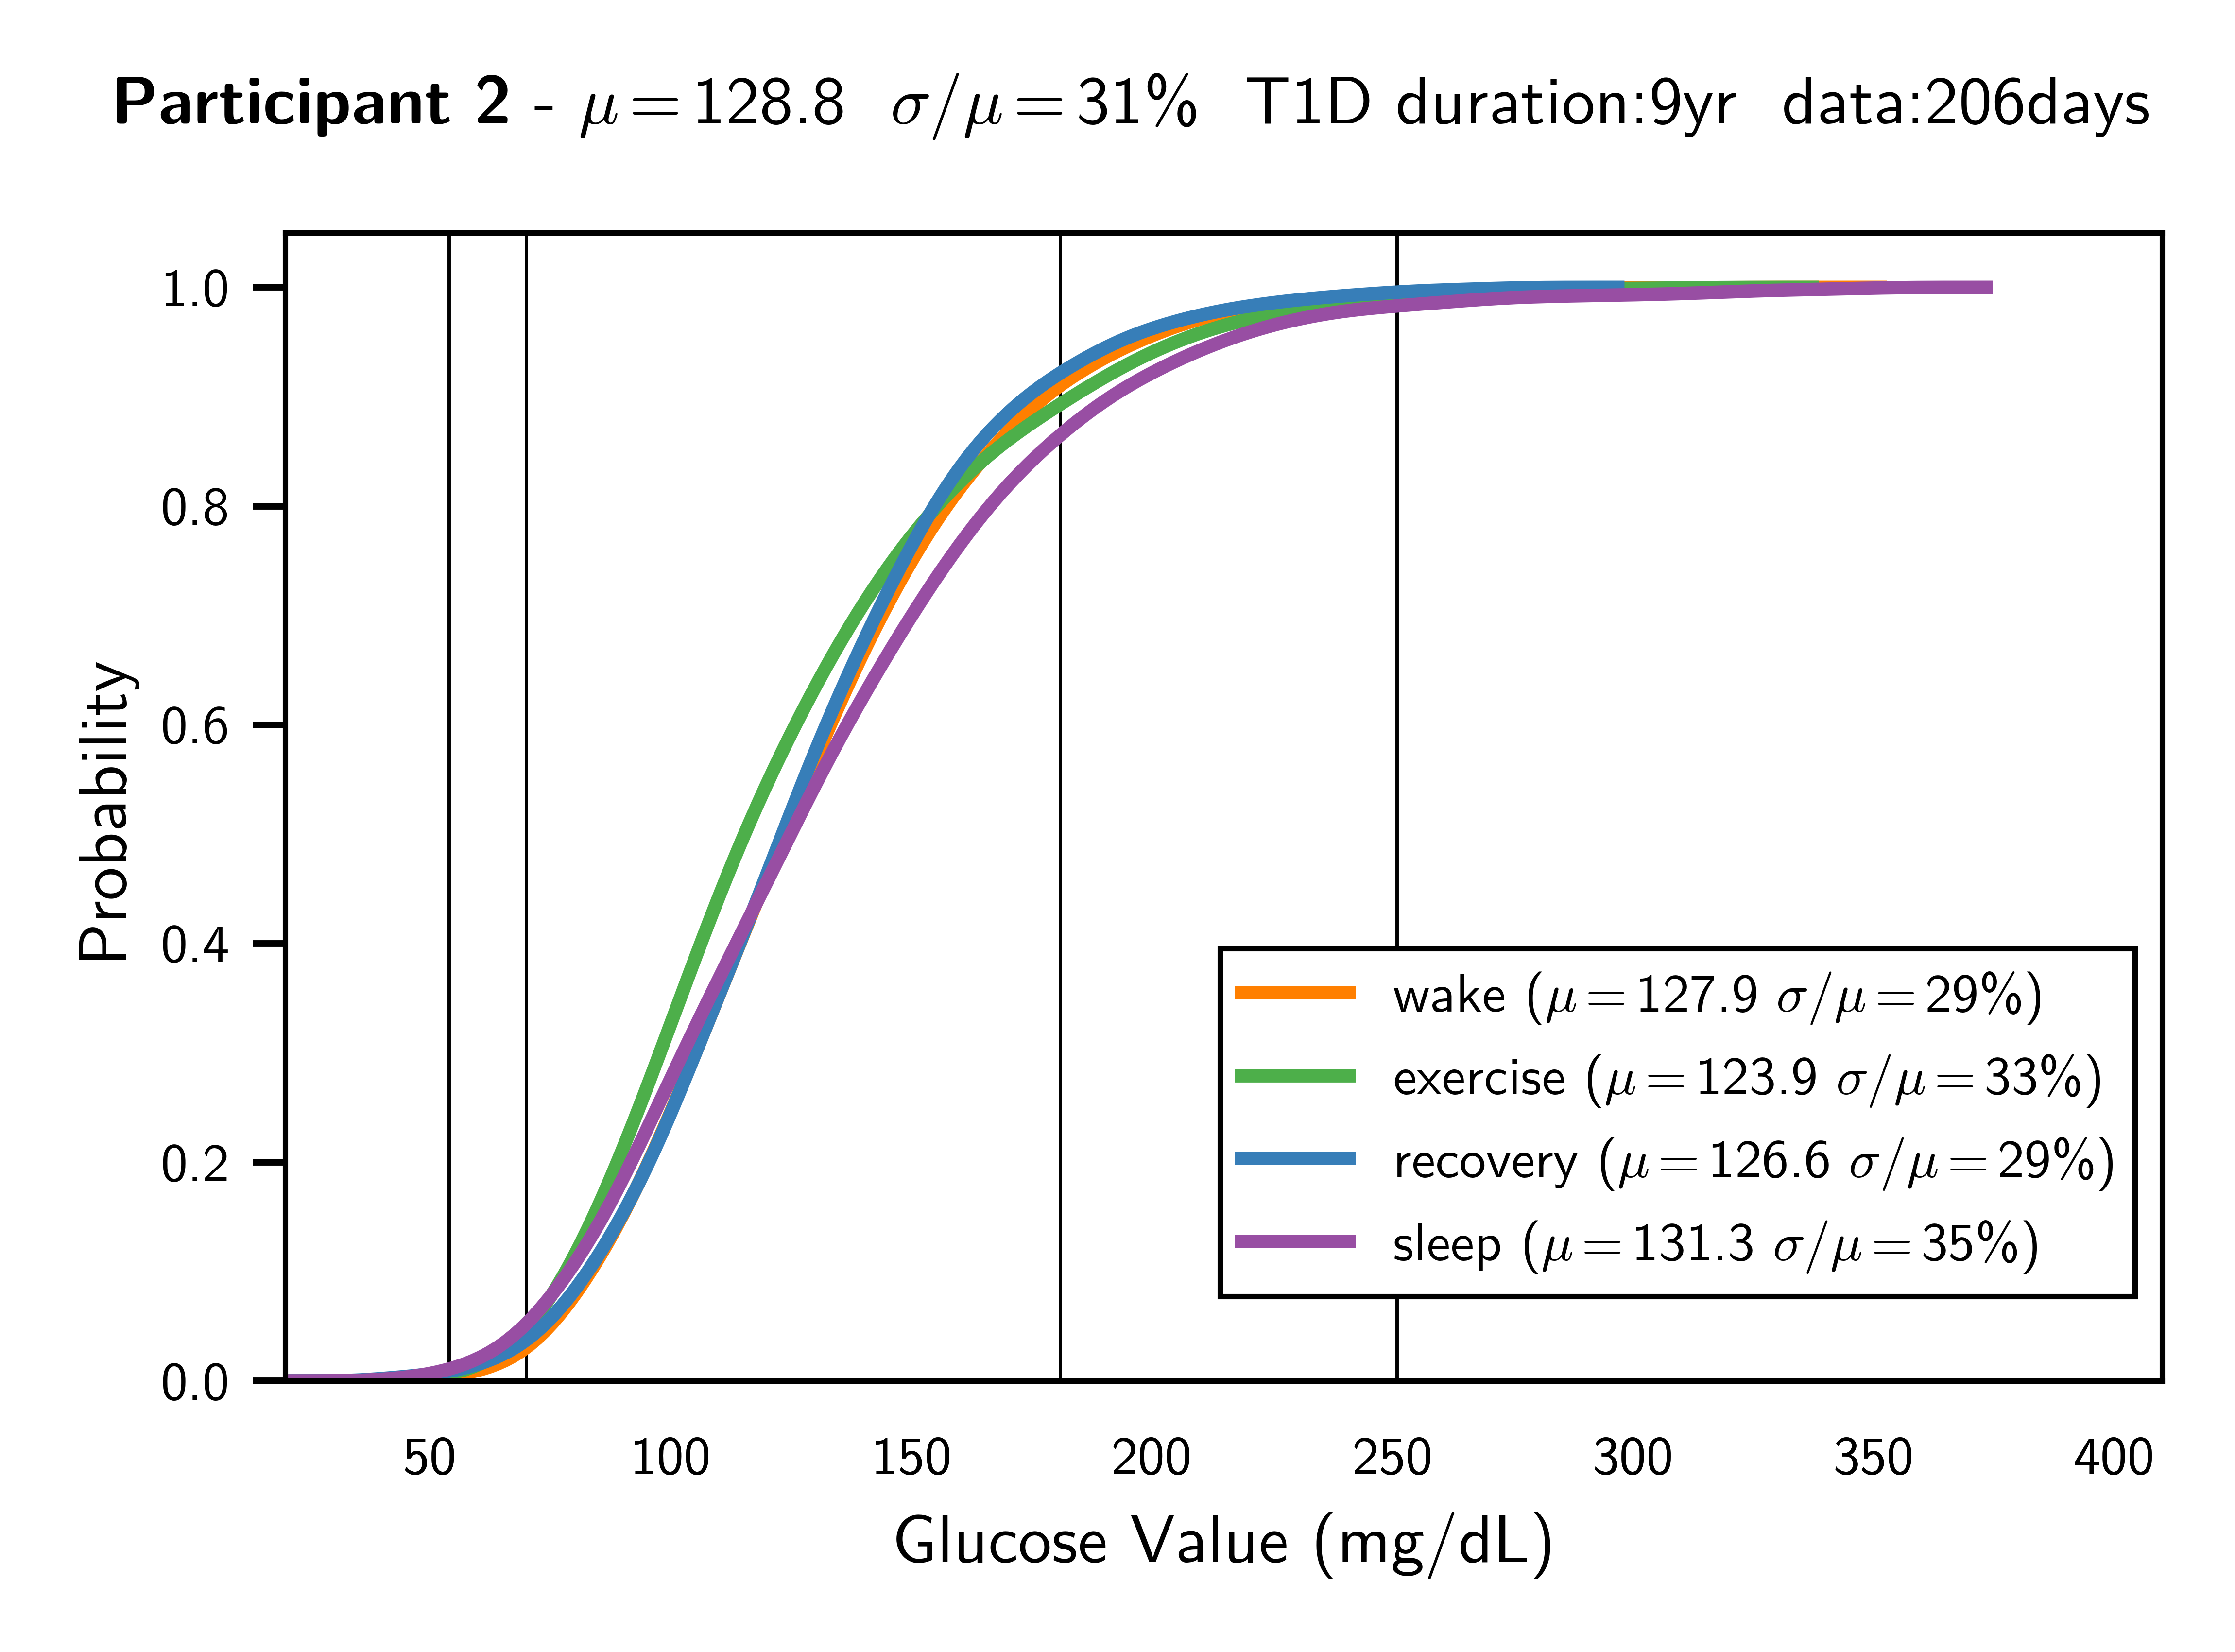 Participant 2 - μ=128.8 σ/μ=31% T1D duration:9yr data:206days
1.0
0.8
0.6
0.4
0.2
0.0
Probability
wake (μ=127.9 σ/μ=29%)
exercise (μ=123.9 σ/μ=33%)
recovery (μ=126.6 σ/μ=29%)
sleep (μ=131.3 σ/μ=35%)
50 100 150 200 250 300 350 400
Glucose Value (mg/dL)